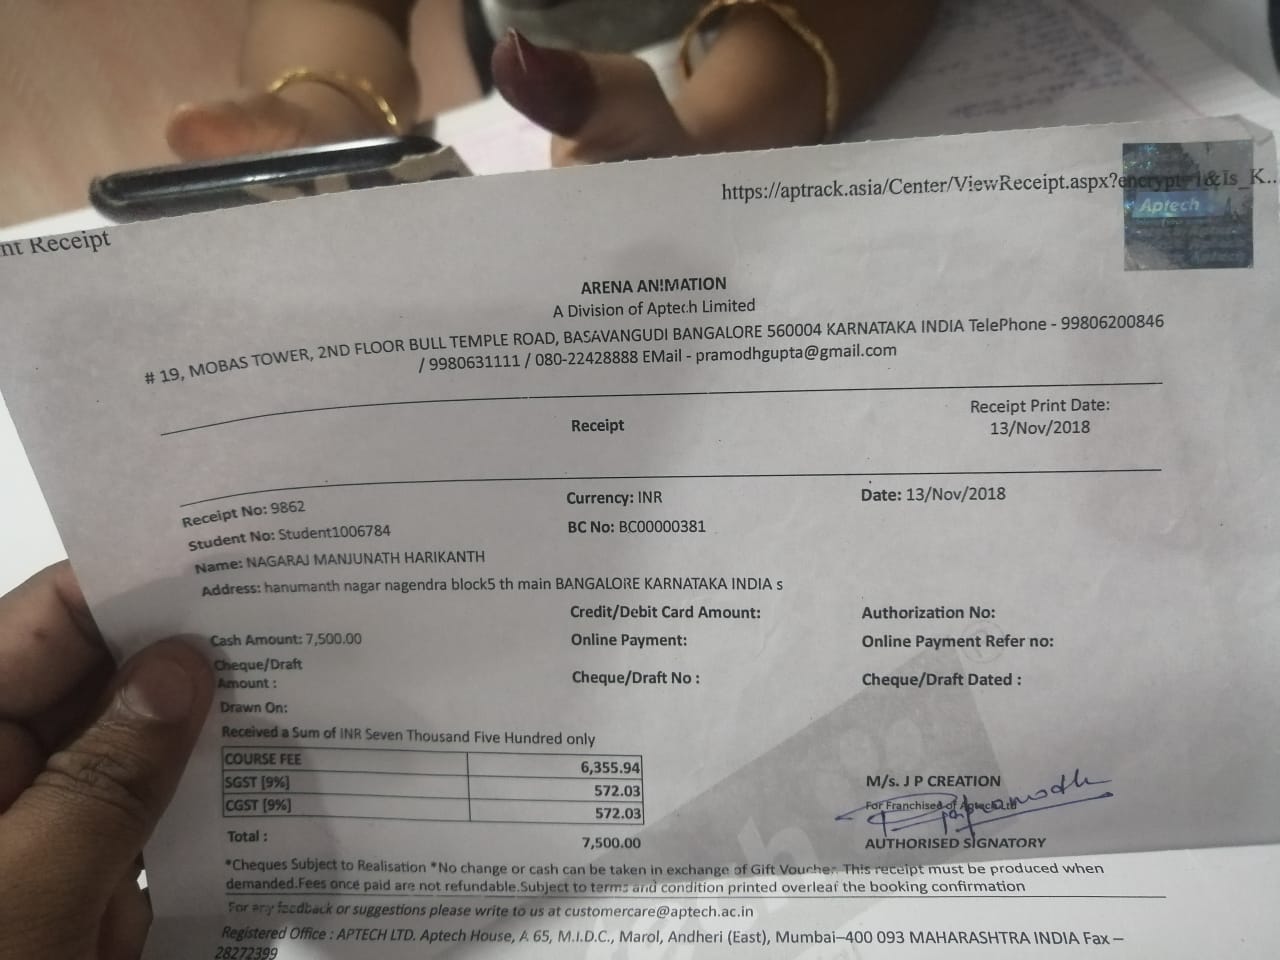 https://aptrack.asia/Center/ViewReceipt.aspx?encrypt=1&Is_K...
nt Receipt
Aptech
ARENA ANIMATION
A Division of Aptech Limited
# 19, MOBAS TOWER, 2ND FLOOR BULL TEMPLE ROAD, BASAVANGUDI BANGALORE 560004 KARNATAKA INDIA TelePhone - 99806200846
/ 9980631111 / 080-22428888 EMail - pramodhgupta@gmail.com
Receipt
Receipt Print Date:
13/Nov/2018
Receipt No: 9862
Currency: INR
Date: 13/Nov/2018
Student No: Student1006784
BC No: BC00000381
Name: NAGARAJ MANJUNATH HARIKANTH
Address: hanumanth nagar nagendra block5 th main BANGALORE KARNATAKA INDIA s
Credit/Debit Card Amount:
Authorization No:
Cash Amount: 7,500.00
Online Payment:
Online Payment Refer no:
Cheque/Draft
Amount :
Cheque/Draft No :
Cheque/Draft Dated :
Drawn On:
Received a Sum of INR Seven Thousand Five Hundred only
COURSE FEE 6,355.94
SGST [9%] 572.03
CGST [9%] 572.03
Total : 7,500.00
M/s. J P CREATION
For Franchised of Aptech Ltd
AUTHORISED SIGNATORY
*Cheques Subject to Realisation *No change or cash can be taken in exchange of Gift Voucher. This receipt must be produced when
demanded.Fees once paid are not refundable.Subject to terms and condition printed overleaf the booking confirmation
For any feedback or suggestions please write to us at customercare@aptech.ac.in
Registered Office : APTECH LTD. Aptech House, A 65, M.I.D.C., Marol, Andheri (East), Mumbai–400 093 MAHARASHTRA INDIA Fax –
28272399